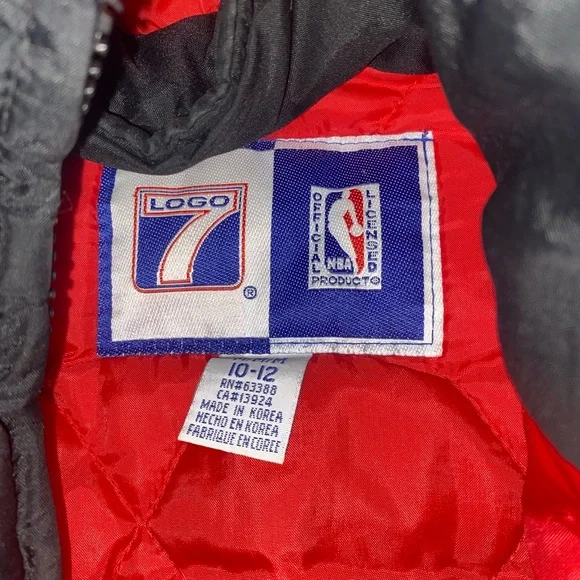 LOGO
7
®
OFFICIAL
LICENSED
NBA
PRODUCT®
10-12
RN#63388
CA#13924
MADE IN KOREA
HECHO EN KOREA
FABRIQUE EN COREE